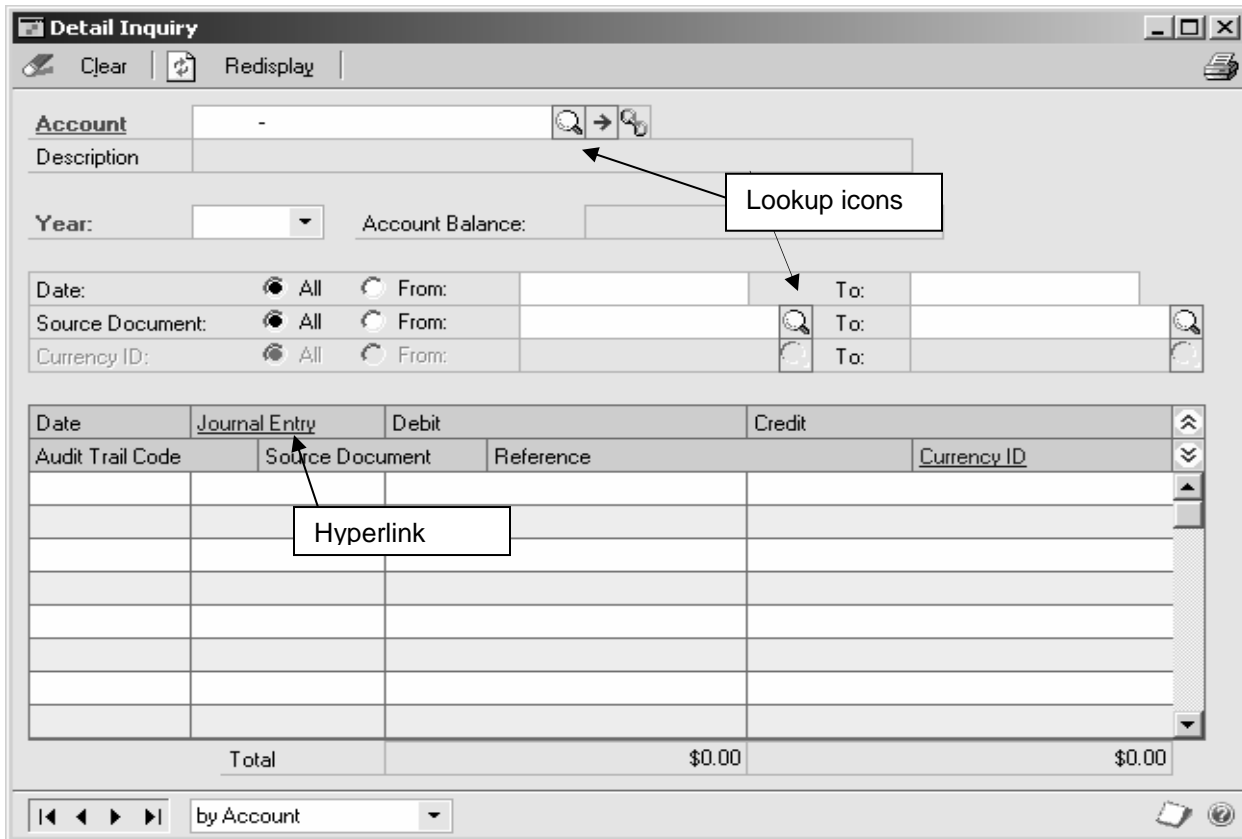 Detail Inquiry
Clear Redisplay
Account -
Description
Lookup icons
Year: Account Balance:
Date: All From: To:
Source Document: All From: To:
Currency ID: All From: To:
Date Journal Entry Debit Credit
Audit Trail Code Source Document Reference Currency ID
Hyperlink
Total $0.00 $0.00
by Account